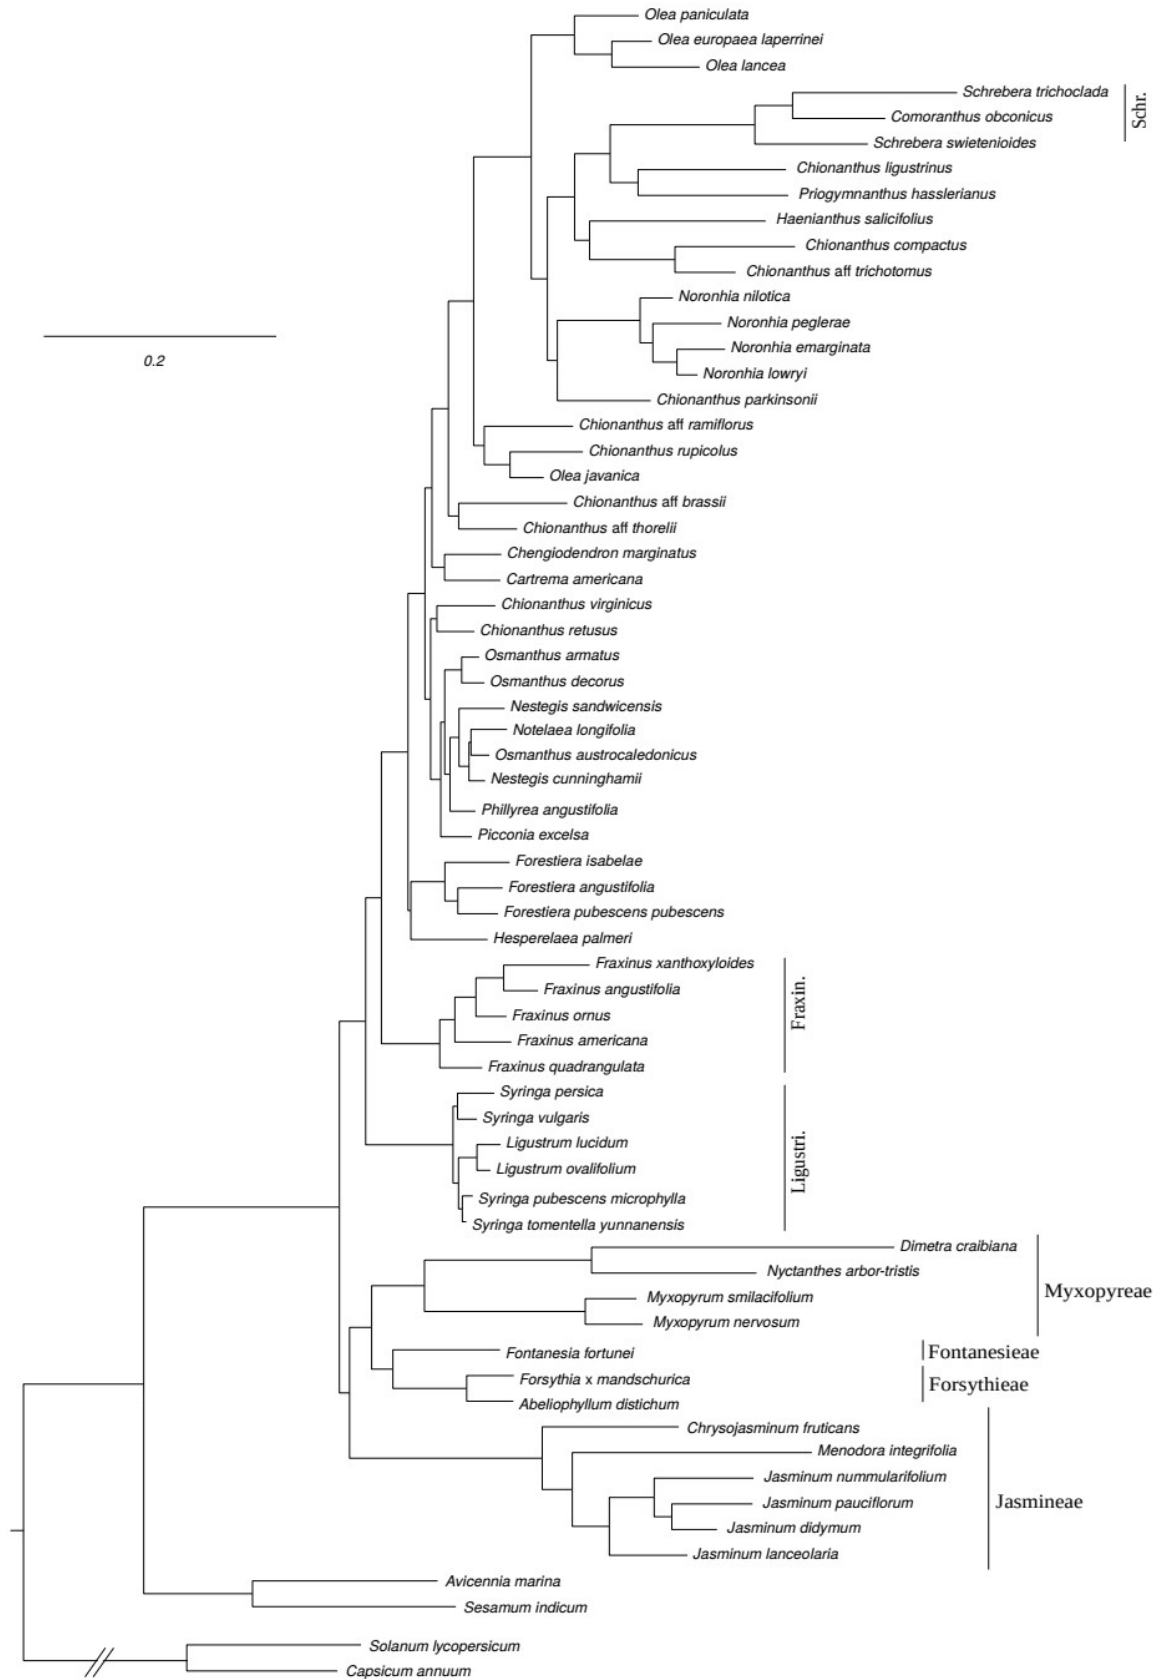 Olea paniculata
Olea europaea laperrinei
Olea lancea
Schrebera trichoclada
Comoranthus obconicus
Schrebera swietenioides
Schr.
Chionanthus ligustrinus
Priogymnanthus hasslerianus
Haenianthus salicifolius
Chionanthus compactus
Chionanthus aff trichotomus
Noronhia nilotica
Noronhia peglerae
Noronhia emarginata
Noronhia lowryi
0.2
Chionanthus parkinsonii
Chionanthus aff ramiflorus
Chionanthus rupicolus
Olea javanica
Chionanthus aff brassii
Chionanthus aff thorelii
Chengiodendron marginatus
Cartrema americana
Chionanthus virginicus
Chionanthus retusus
Osmanthus armatus
Osmanthus decorus
Nestegis sandwicensis
Notelaea longifolia
Osmanthus austrocaledonicus
Nestegis cunninghamii
Phillyrea angustifolia
Picconia excelsa
Forestiera isabelae
Forestiera angustifolia
Forestiera pubescens pubescens
Hesperelaea palmeri
Fraxinus xanthoxyloides
Fraxinus angustifolia
Fraxinus ornus
Fraxinus americana
Fraxinus quadrangulata
Fraxin.
Syringa persica
Syringa vulgaris
Ligustrum lucidum
Ligustrum ovalifolium
Syringa pubescens microphylla
Syringa tomentella yunnanensis
Ligustri.
Dimetra craibiana
Nyctanthes arbor-tristis
Myxopyrum smilacifolium
Myxopyrum nervosum
Myxopyreae
Fontanesia fortunei
Fontanesieae
Forsythia x mandschurica
Abeliophyllum distichum
Forsythieae
Chrysojasminum fruticans
Menodora integrifolia
Jasminum nummularifolium
Jasminum pauciflorum
Jasminum didymum
Jasminum lanceolaria
Jasmineae
Avicennia marina
Sesamum indicum
Solanum lycopersicum
Capsicum annuum